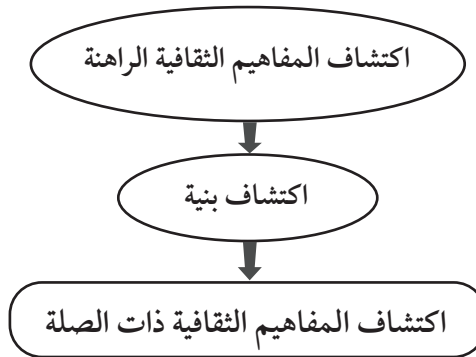 اكتشاف المفاهيم الثقافية الراهنة
اكتشاف بنية
اكتشاف المفاهيم الثقافية ذات الصلة